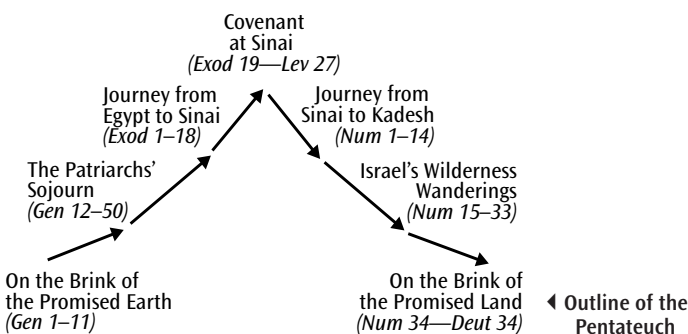 Covenant
at Sinai
(Exod 19—Lev 27)
Journey from
Egypt to Sinai
(Exod 1–18)
Journey from
Sinai to Kadesh
(Num 1–14)
The Patriarchs'
Sojourn
(Gen 12–50)
Israel's Wilderness
Wanderings
(Num 15–33)
On the Brink of
the Promised Earth
(Gen 1–11)
On the Brink of
the Promised Land
(Num 34—Deut 34)
Outline of the
Pentateuch